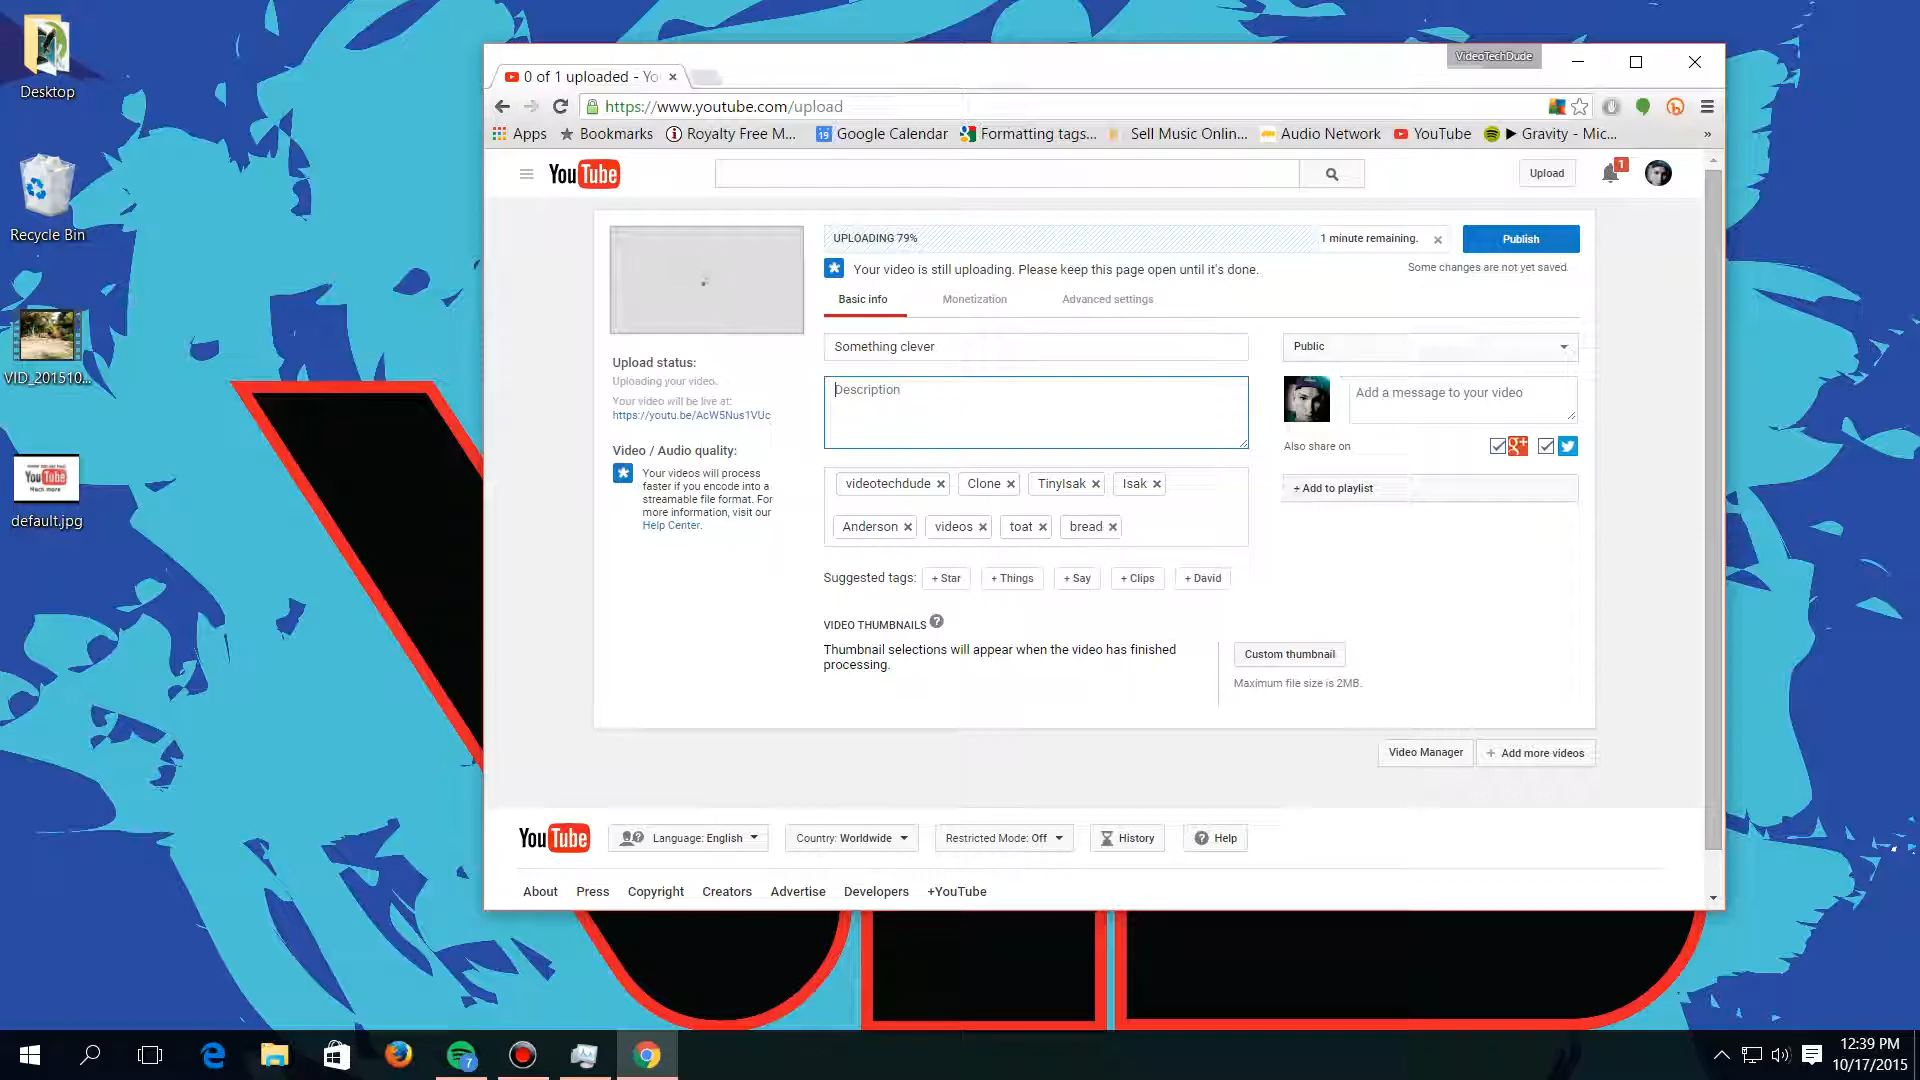 Desktop
Recycle Bin
VID_201510...
YouTube
Much more
default.jpg
VideoTechDude
0 of 1 uploaded - Yo
https://www.youtube.com/upload
Apps
Bookmarks
Royalty Free M...
19
Google Calendar
Formatting tags...
Sell Music Onlin...
Audio Network
YouTube
▶ Gravity - Mic...
»
YouTube
Upload
1
UPLOADING 79%
1 minute remaining.
Publish
Your video is still uploading. Please keep this page open until it's done.
Some changes are not yet saved.
Basic info
Monetization
Advanced settings
Something clever
Public
Description
Add a message to your video
Also share on
g+
+ Add to playlist
Upload status:
Uploading your video.
Your video will be live at:
https://youtu.be/AcW5Nus1VUc
Video / Audio quality:
Your videos will process
faster if you encode into a
streamable file format. For
more information, visit our
Help Center.
videotechdude
Clone
TinyIsak
Isak
Anderson
videos
toat
bread
Suggested tags:
+ Star
+ Things
+ Say
+ Clips
+ David
VIDEO THUMBNAILS ?
Thumbnail selections will appear when the video has finished
processing.
Custom thumbnail
Maximum file size is 2MB.
Video Manager
+ Add more videos
YouTube
Language: English
Country: Worldwide
Restricted Mode: Off
History
Help
About
Press
Copyright
Creators
Advertise
Developers
+YouTube
7
12:39 PM
10/17/2015